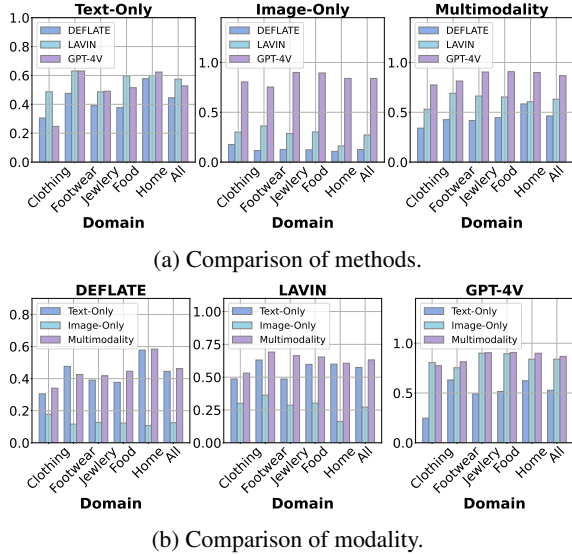 Text-Only
Image-Only
Multimodality
1.0
0.8
0.6
0.4
0.2
0.0
DEFLATE
LAVIN
GPT-4V
Clothing
Footwear
Jewlery
Food
Home
All
Domain
1.0
0.5
0.0
DEFLATE
LAVIN
GPT-4V
Clothing
Footwear
Jewlery
Food
Home
All
Domain
1.0
0.5
0.0
DEFLATE
LAVIN
GPT-4V
Clothing
Footwear
Jewlery
Food
Home
All
Domain
(a) Comparison of methods.
DEFLATE
LAVIN
GPT-4V
0.8
0.6
0.4
0.2
0.0
Text-Only
Image-Only
Multimodality
Clothing
Footwear
Jewlery
Food
Home
All
Domain
1.00
0.75
0.50
0.25
0.00
Text-Only
Image-Only
Multimodality
Clothing
Footwear
Jewlery
Food
Home
All
Domain
1.0
0.5
0.0
Text-Only
Image-Only
Multimodality
Clothing
Footwear
Jewlery
Food
Home
All
Domain
(b) Comparison of modality.